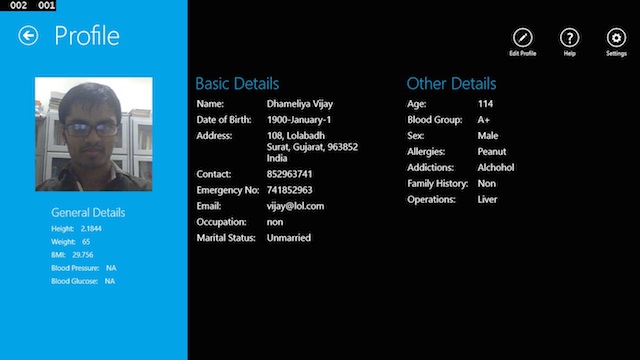 002 001
Profile
Edit Profile
Help
Settings
General Details
Height: 2.1844
Weight: 65
BMI: 29.756
Blood Pressure: NA
Blood Glucose: NA
Basic Details
Name: Dhameliya Vijay
Date of Birth: 1900-January-1
Address: 108, Lolabadh
Surat, Gujarat, 963852
India
Contact: 852963741
Emergency No: 741852963
Email: vijay@lol.com
Occupation: non
Marital Status: Unmarried
Other Details
Age: 114
Blood Group: A+
Sex: Male
Allergies: Peanut
Addictions: Alchohol
Family History: Non
Operations: Liver